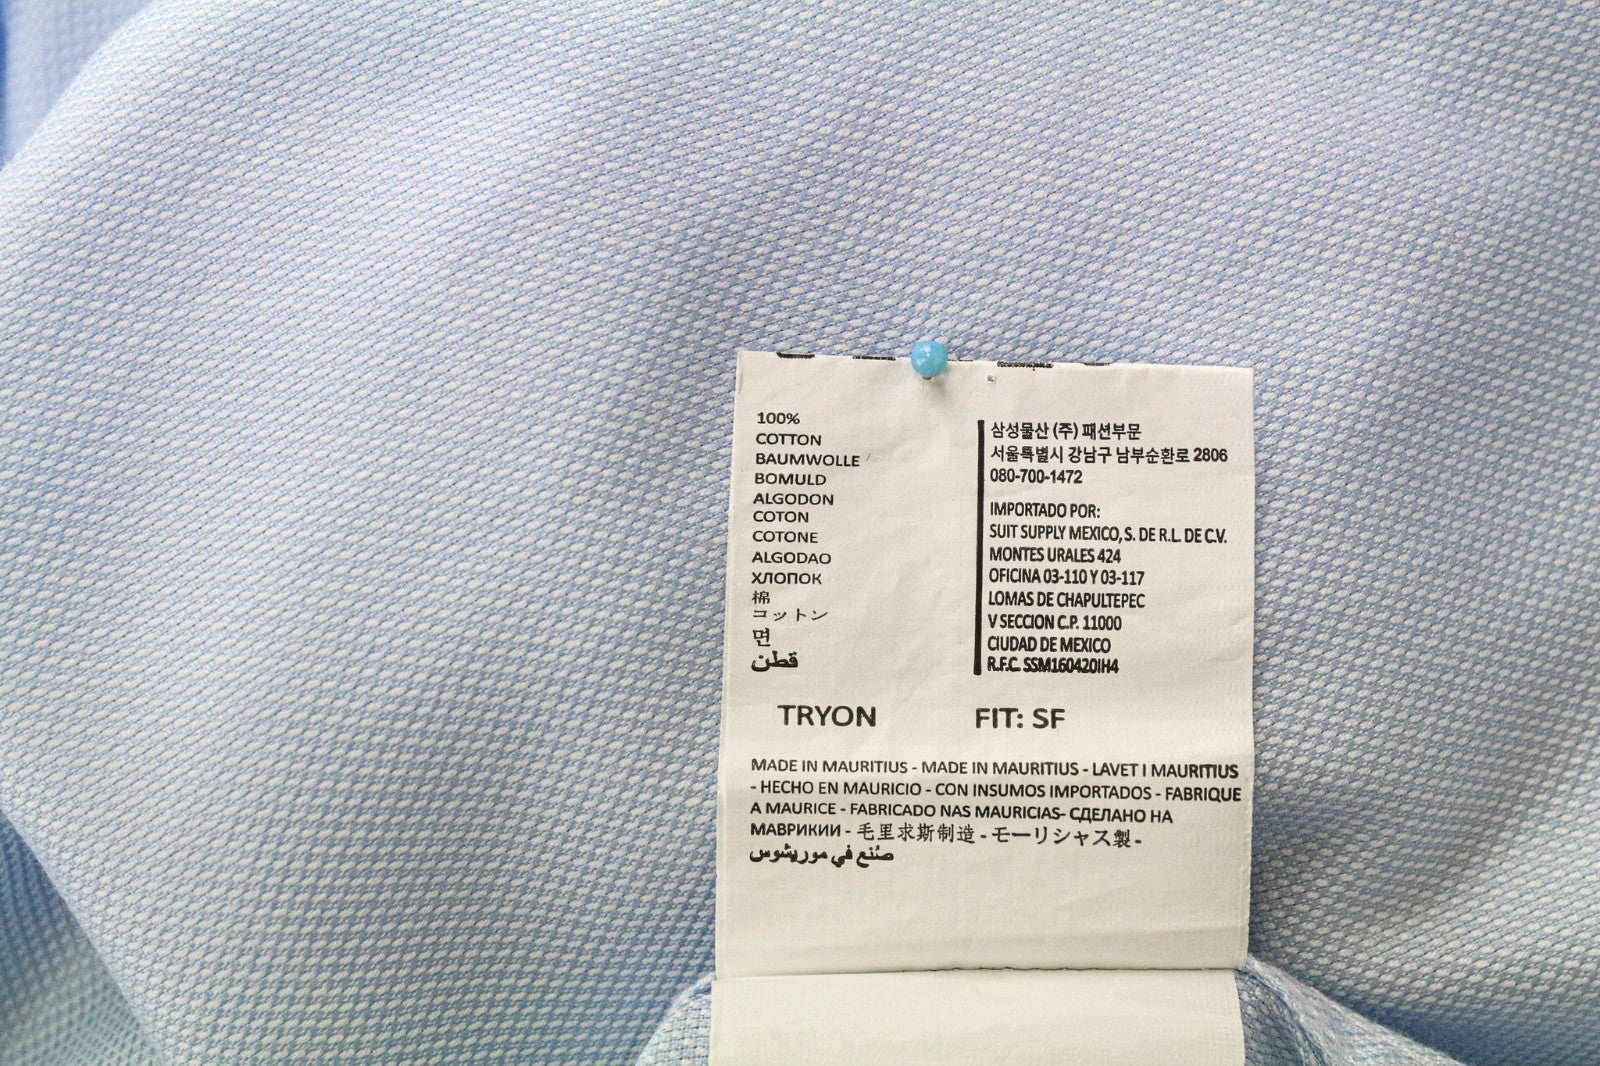 100%
COTTON
BAUMWOLLE
BOMULD
ALGODON
COTON
COTONE
ALGODAO
ХЛОПОК
棉
コットン
면
قطن
삼성물산 (주) 패션부문
서울특별시 강남구 남부순환로 2806
080-700-1472
IMPORTADO POR:
SUIT SUPPLY MEXICO, S. DE R.L. DE C.V.
MONTES URALES 424
OFICINA 03-110 Y 03-117
LOMAS DE CHAPULTEPEC
V SECCION C.P. 11000
CIUDAD DE MEXICO
R.F.C. SSM160420IH4
TRYON
FIT: SF
MADE IN MAURITIUS - MADE IN MAURITIUS - LAVET I MAURITIUS
- HECHO EN MAURICIO - CON INSUMOS IMPORTADOS - FABRIQUE
A MAURICE - FABRICADO NAS MAURICIAS- СДЕЛАНО НА
МАВРИКИИ - 毛里求斯制造 - モーリシャス製 -
صُنع في موريشوس